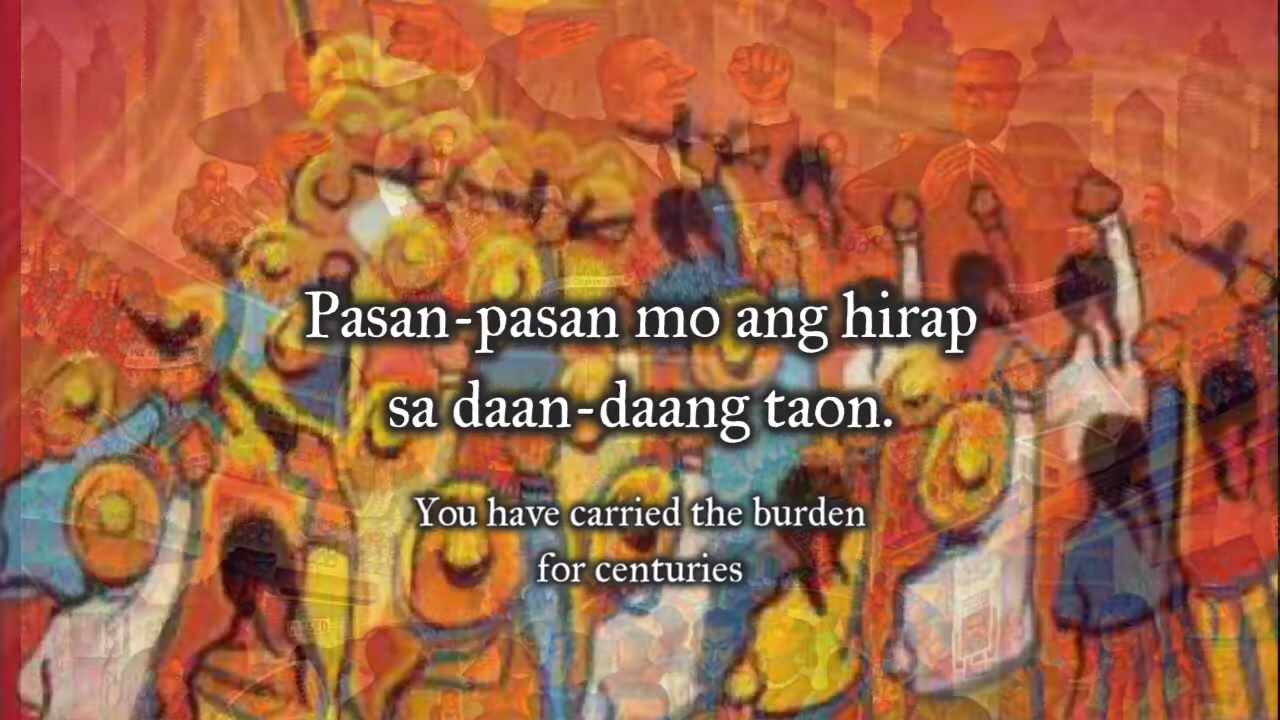 Pasan-pasan mo ang hirap
sa daan-daang taon.
You have carried the burden
for centuries